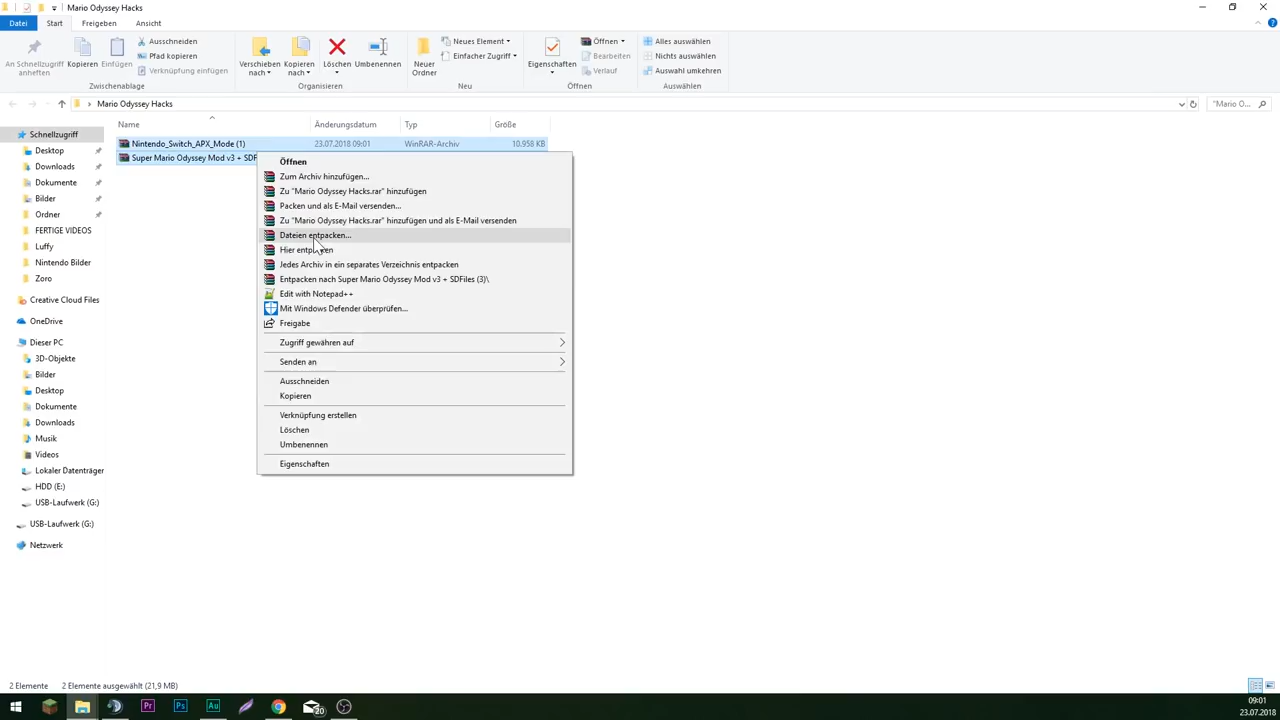 Mario Odyssey Hacks
Datei Start Freigeben Ansicht
An Schnellzugriff anheften
Kopieren
Einfügen
Ausschneiden
Pfad kopieren
Verknüpfung einfügen
Zwischenablage
Verschieben nach
Kopieren nach
Löschen
Umbenennen
Organisieren
Neuer Ordner
Neues Element
Einfacher Zugriff
Neu
Eigenschaften
Öffnen
Bearbeiten
Verlauf
Öffnen
Alles auswählen
Nichts auswählen
Auswahl umkehren
Auswählen
Mario Odyssey Hacks
"Mario O...
Name Änderungsdatum Typ Größe
Nintendo_Switch_APX_Mode (1) 23.07.2018 09:01 WinRAR-Archiv 10.958 KB
Super Mario Odyssey Mod v3 + SDF
Schnellzugriff
Desktop
Downloads
Dokumente
Bilder
Ordner
FERTIGE VIDEOS
Luffy
Nintendo Bilder
Zoro
Creative Cloud Files
OneDrive
Dieser PC
3D-Objekte
Bilder
Desktop
Dokumente
Downloads
Musik
Videos
Lokaler Datenträger
HDD (E:)
USB-Laufwerk (G:)
USB-Laufwerk (G:)
Netzwerk
Öffnen
Zum Archiv hinzufügen...
Zu "Mario Odyssey Hacks.rar" hinzufügen
Packen und als E-Mail versenden...
Zu "Mario Odyssey Hacks.rar" hinzufügen und als E-Mail versenden
Dateien entpacken...
Hier entpacken
Jedes Archiv in ein separates Verzeichnis entpacken
Entpacken nach Super Mario Odyssey Mod v3 + SDFiles (3)\
Edit with Notepad++
Mit Windows Defender überprüfen...
Freigabe
Zugriff gewähren auf
Senden an
Ausschneiden
Kopieren
Verknüpfung erstellen
Löschen
Umbenennen
Eigenschaften
2 Elemente 2 Elemente ausgewählt (21,9 MB)
Pr Ps Au 20
09:01
23.07.2018